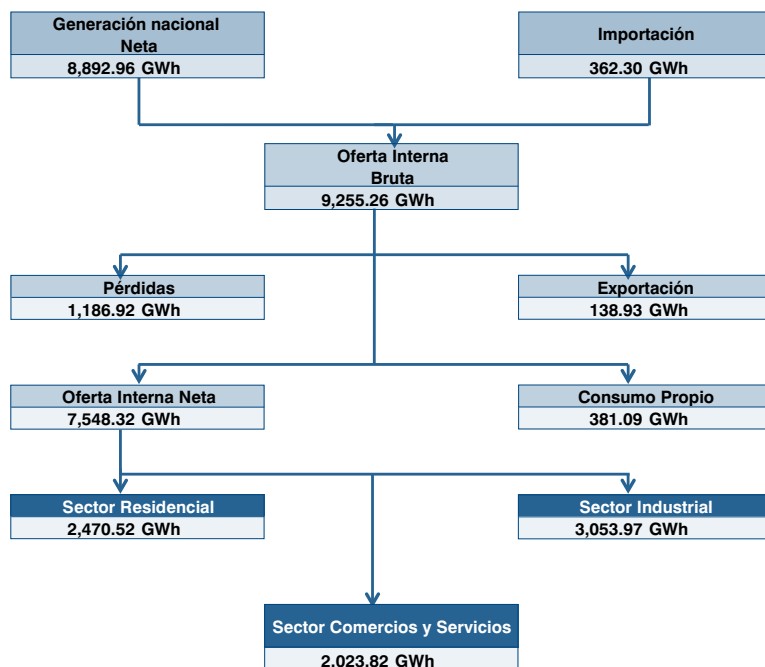 Generación nacional
Neta
8,892.96 GWh
Importación
362.30 GWh
Oferta Interna
Bruta
9,255.26 GWh
Pérdidas
1,186.92 GWh
Exportación
138.93 GWh
Oferta Interna Neta
7,548.32 GWh
Consumo Propio
381.09 GWh
Sector Residencial
2,470.52 GWh
Sector Industrial
3,053.97 GWh
Sector Comercios y Servicios
2,023.82 GWh